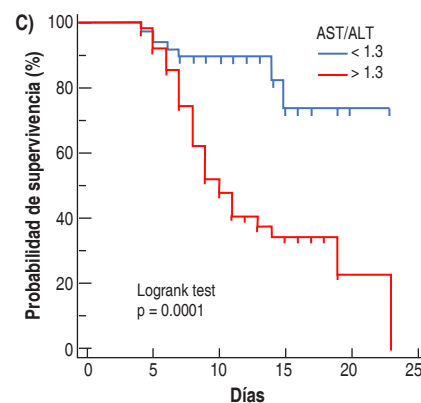 C)
AST/ALT
< 1.3
> 1.3
Probabilidad de supervivencia (%)
100
80
60
40
20
0
Logrank test
p = 0.0001
0 5 10 15 20 25
Días